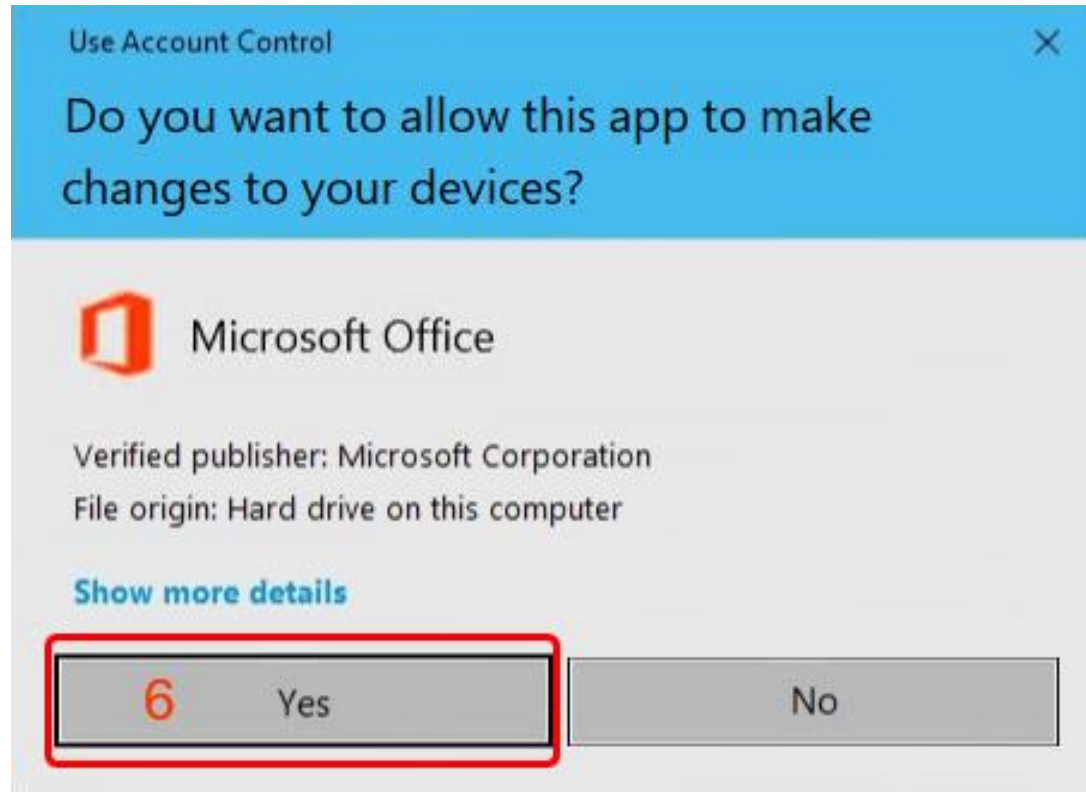 Use Account Control
Do you want to allow this app to make
changes to your devices?
Microsoft Office
Verified publisher: Microsoft Corporation
File origin: Hard drive on this computer
Show more details
6 Yes
No